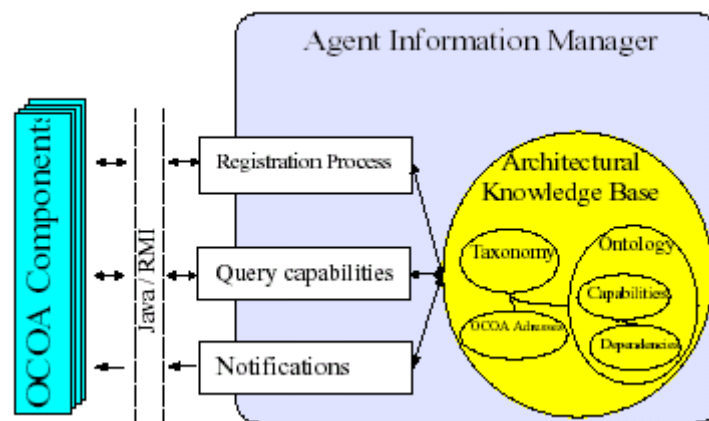 Agent Information Manager
OCOA Components
Java / RMI
Registration Process
Query capabilities
Notifications
Architectural
Knowledge Base
Taxonomy
OCOA Adresses
Ontology
Capabilities
Dependencies